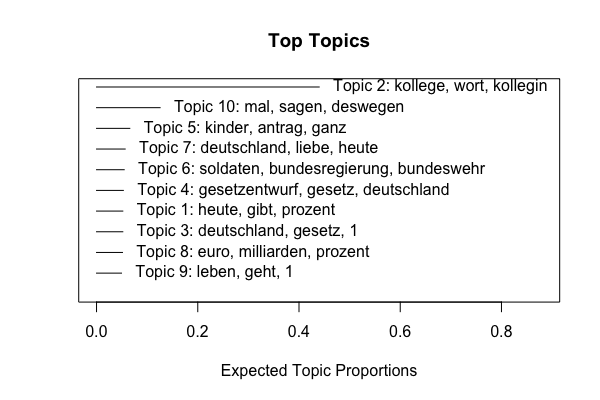 Top Topics
Topic 2: kollege, wort, kollegin
Topic 10: mal, sagen, deswegen
Topic 5: kinder, antrag, ganz
Topic 7: deutschland, liebe, heute
Topic 6: soldaten, bundesregierung, bundeswehr
Topic 4: gesetzentwurf, gesetz, deutschland
Topic 1: heute, gibt, prozent
Topic 3: deutschland, gesetz, 1
Topic 8: euro, milliarden, prozent
Topic 9: leben, geht, 1
0.0 0.2 0.4 0.6 0.8
Expected Topic Proportions